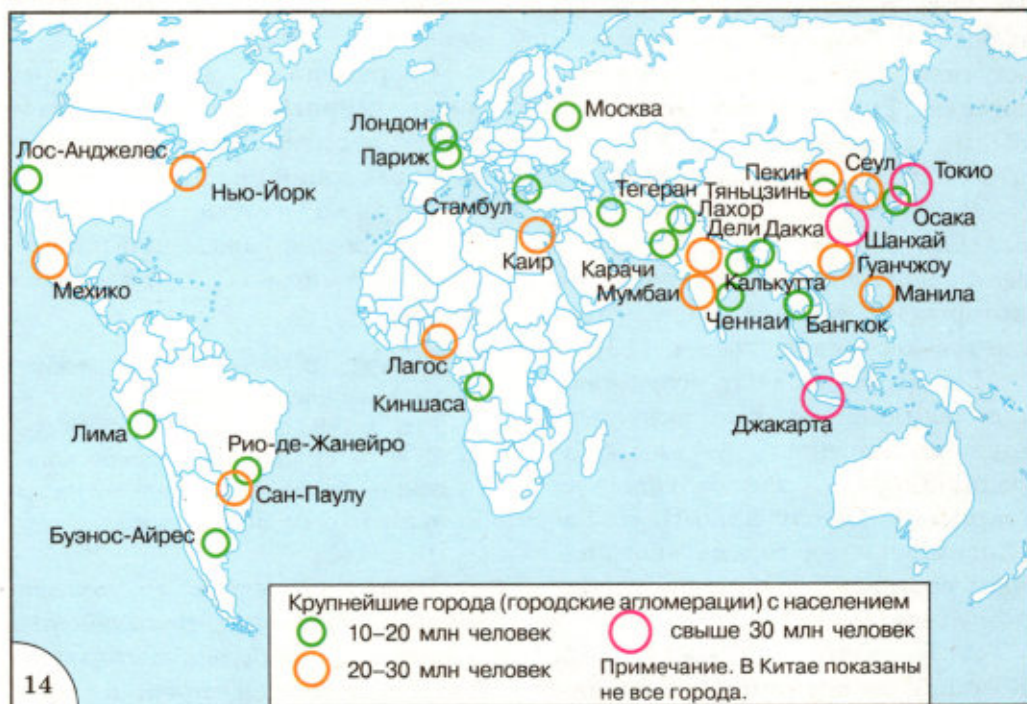 Москва
Лондон
Париж
Лос-Анджелес
Нью-Йорк
Стамбул
Тегеран
Пекин
Сеул
Токио
Тяньцзинь
Лахор
Осака
Дели
Дакка
Шанхай
Каир
Карачи
Гуанчжоу
Мехико
Мумбаи
Калькутта
Манила
Ченнаи
Бангкок
Лагос
Киншаса
Джакарта
Лима
Рио-де-Жанейро
Сан-Паулу
Буэнос-Айрес
Крупнейшие города (городские агломерации) с населением
10–20 млн человек
свыше 30 млн человек
20–30 млн человек
Примечание. В Китае показаны
не все города.
14